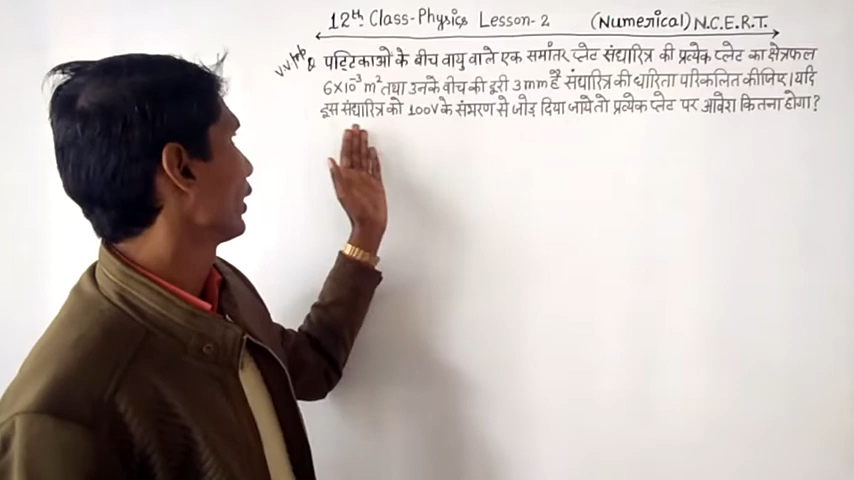 12th Class-Physics Lesson-2 (Numerical) N.C.E.R.T.
VVImp Q पट्टिकाओं के बीच वायु वाले एक समांतर प्लेट संधारित्र की प्रत्येक प्लेट का क्षेत्रफल
6×10⁻³ m² तथा उनके बीच की दूरी 3mm है संधारित्र की धारिता परिकलित कीजिए। यदि
इस संधारित्र को 100V के संभरण से जोड़ दिया जाये तो प्रत्येक प्लेट पर आवेश कितना होगा?